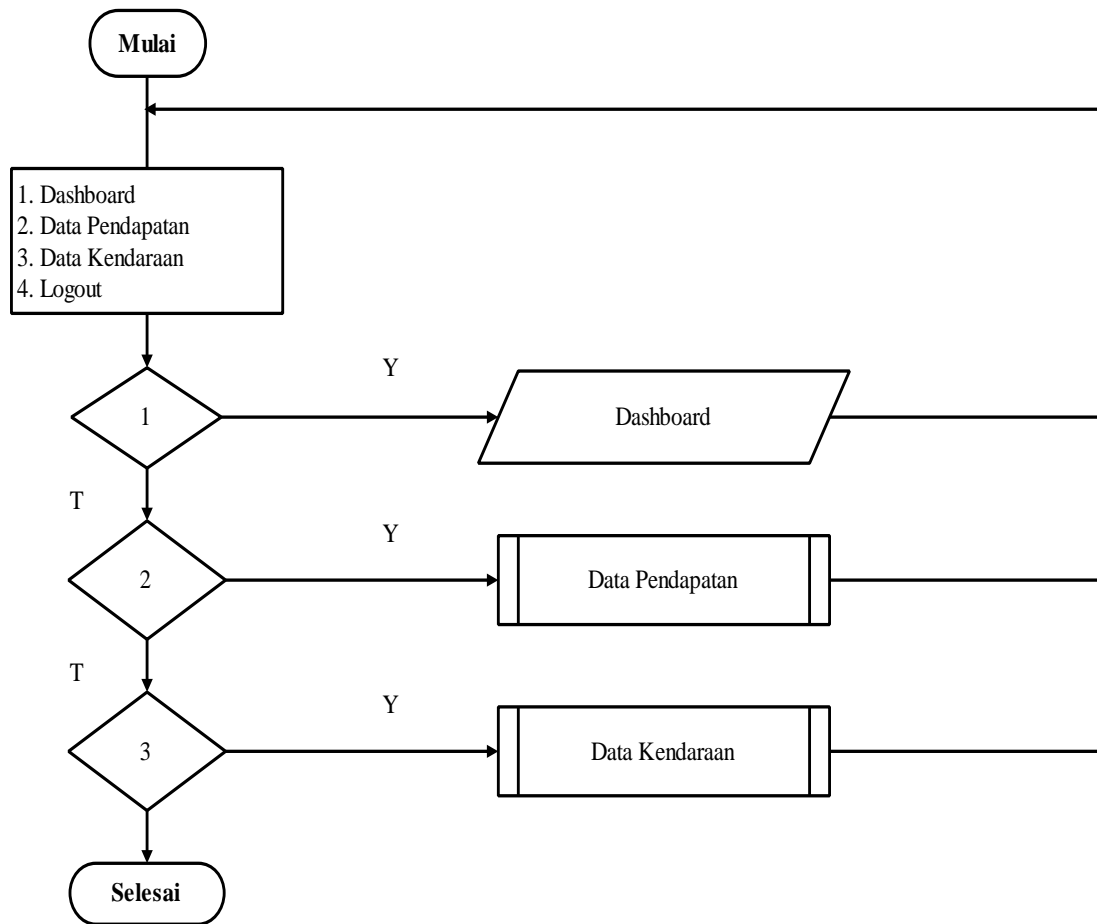 Mulai
1. Dashboard
2. Data Pendapatan
3. Data Kendaraan
4. Logout
Y
1
Dashboard
T
Y
2
Data Pendapatan
T
Y
3
Data Kendaraan
Selesai